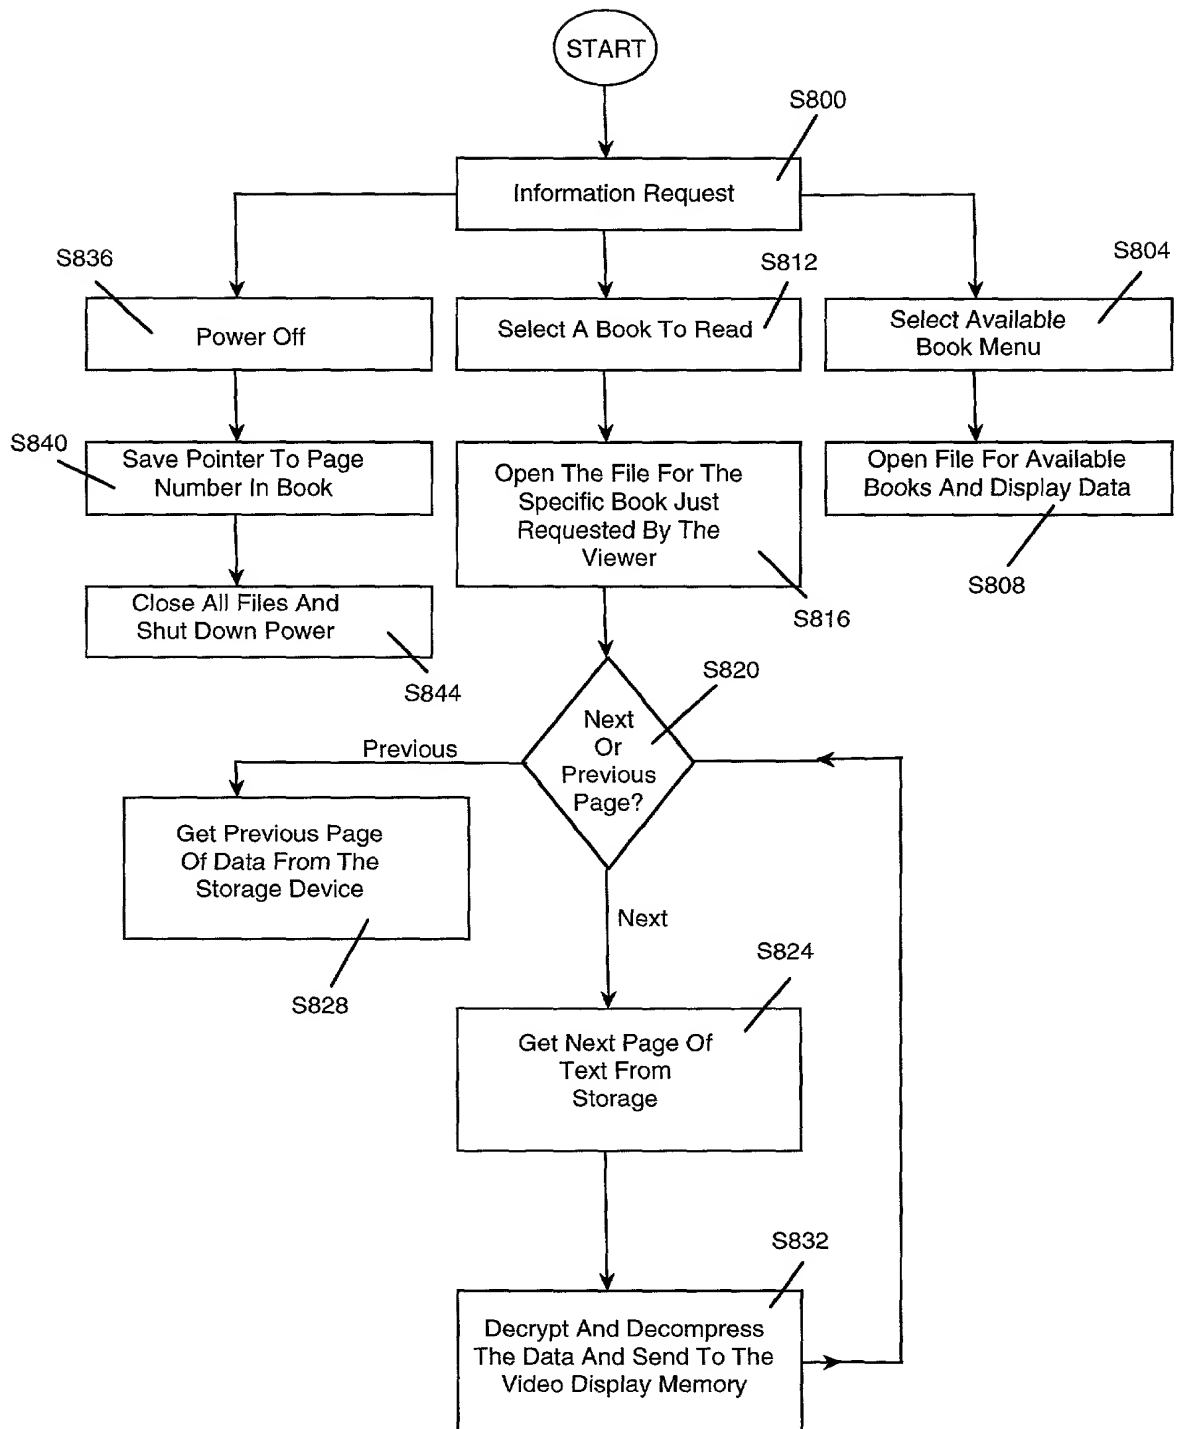 START
S800
Information Request
S836
S812
S804
Power Off
Select A Book To Read
Select Available
Book Menu
S840
Save Pointer To Page
Number In Book
Open The File For The
Specific Book Just
Requested By The
Viewer
Open File For Available
Books And Display Data
S808
Close All Files And
Shut Down Power
S816
S844
S820
Next
Or
Previous
Page?
Previous
Get Previous Page
Of Data From The
Storage Device
Next
S828
S824
Get Next Page Of
Text From
Storage
S832
Decrypt And Decompress
The Data And Send To The
Video Display Memory